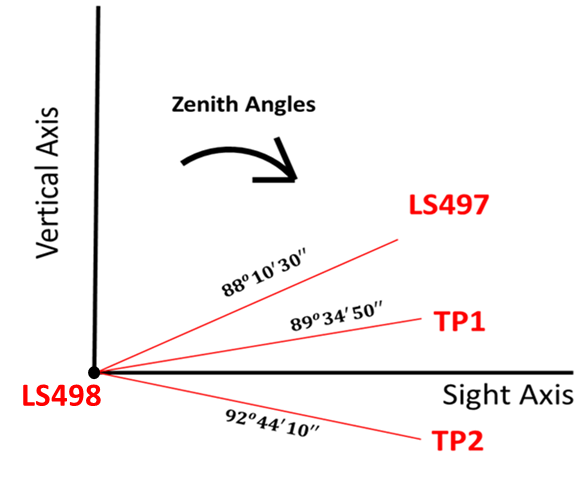 Zenith Angles
Vertical Axis
LS497
88°10′30″
89°34′50″
TP1
LS498
Sight Axis
92°44′10″
TP2